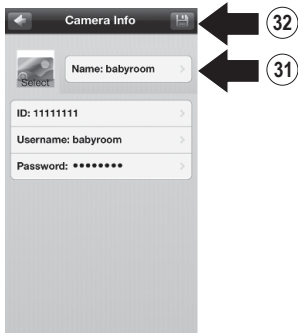 Camera Info
32
Select
Name: babyroom
31
ID: 11111111
Username: babyroom
Password: ••••••••